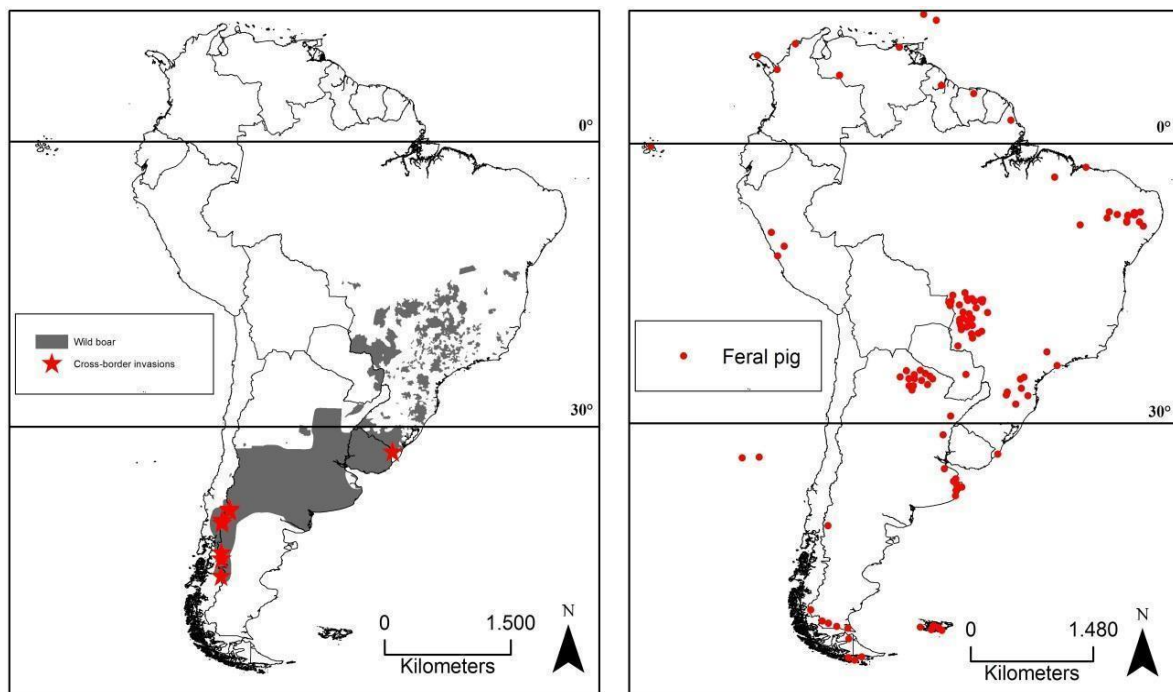 0°
Wild boar
Cross-border invasions
30°
0
1.500
Kilometers
N
0°
Feral pig
30°
0
1.480
Kilometers
N